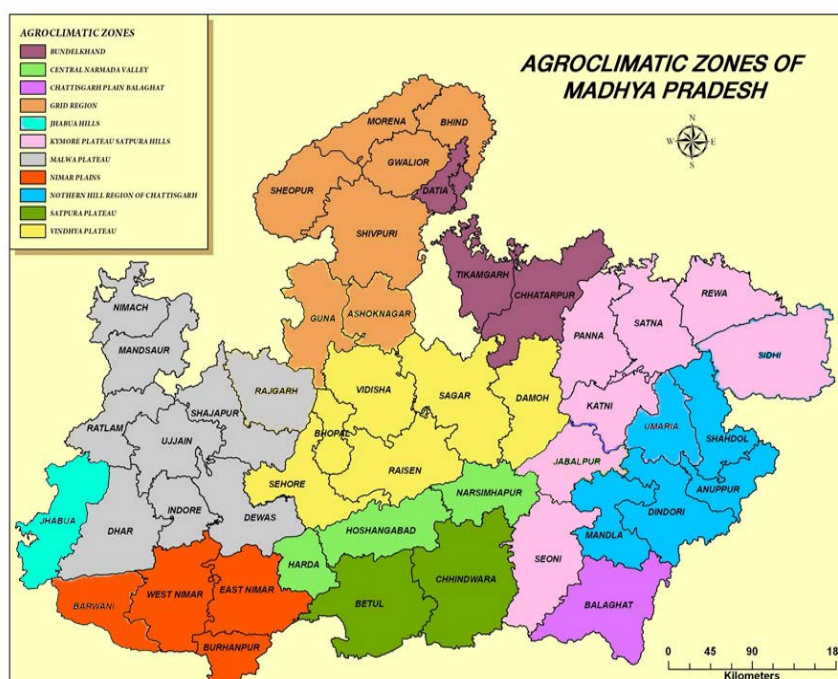 AGROCLIMATIC ZONES
BUNDELKHAND
CENTRAL NARMADA VALLEY
CHATTISGARH PLAIN BALAGHAT
GRID REGION
JHABUA HILLS
KYMORE PLATEAU SATPURA HILLS
MALWA PLATEAU
NIMAR PLAINS
NOTHERN HILL REGION OF CHATTISGARH
SATPURA PLATEAU
VINDHYA PLATEAU
AGROCLIMATIC ZONES OF
MADHYA PRADESH
N
W E
S
MORENA
BHIND
GWALIOR
DATIA
SHEOPUR
SHIVPURI
TIKAMGARH
CHHATARPUR
GUNA
ASHOKNAGAR
PANNA
SATNA
REWA
SIDHI
NIMACH
MANDSAUR
RAJGARH
VIDISHA
SAGAR
DAMOH
KATNI
UMARIA
SHAHDOL
RATLAM
SHAJAPUR
UJJAIN
BHOPAL
RAISEN
SEHORE
JABALPUR
ANUPPUR
DINDORI
MANDLA
JHABUA
DHAR
INDORE
DEWAS
NARSIMHAPUR
HOSHANGABAD
HARDA
SEONI
BALAGHAT
BARWANI
WEST NIMAR
EAST NIMAR
BURHANPUR
BETUL
CHHINDWARA
0 45 90 18
Kilometers